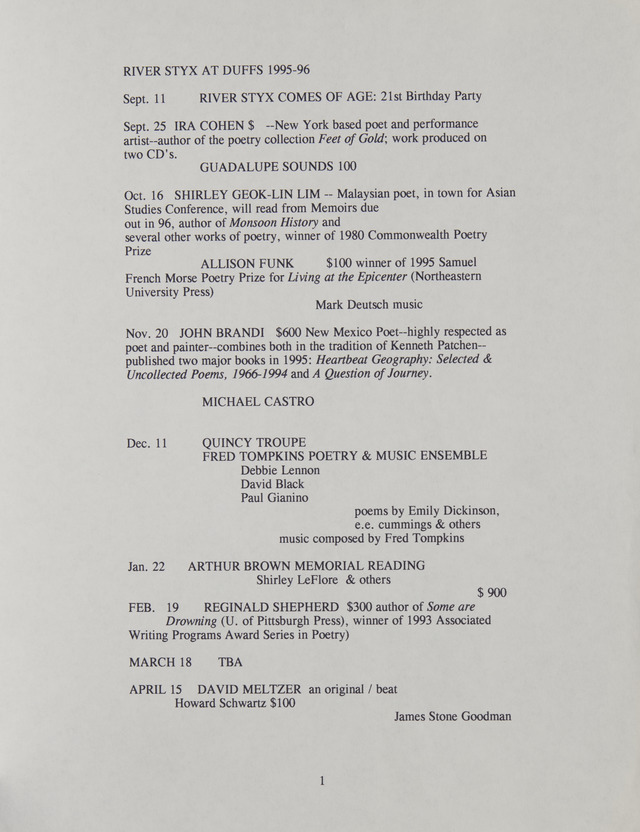 RIVER STYX AT DUFFS 1995-96
Sept. 11 RIVER STYX COMES OF AGE: 21st Birthday Party
Sept. 25 IRA COHEN $ --New York based poet and performance
artist--author of the poetry collection Feet of Gold; work produced on
two CD's.
GUADALUPE SOUNDS 100
Oct. 16 SHIRLEY GEOK-LIN LIM -- Malaysian poet, in town for Asian
Studies Conference, will read from Memoirs due
out in 96, author of Monsoon History and
several other works of poetry, winner of 1980 Commonwealth Poetry
Prize
ALLISON FUNK $100 winner of 1995 Samuel
French Morse Poetry Prize for Living at the Epicenter (Northeastern
University Press)
Mark Deutsch music
Nov. 20 JOHN BRANDI $600 New Mexico Poet--highly respected as
poet and painter--combines both in the tradition of Kenneth Patchen--
published two major books in 1995: Heartbeat Geography: Selected &
Uncollected Poems, 1966-1994 and A Question of Journey.
MICHAEL CASTRO
Dec. 11 QUINCY TROUPE
FRED TOMPKINS POETRY & MUSIC ENSEMBLE
Debbie Lennon
David Black
Paul Gianino
poems by Emily Dickinson,
e.e. cummings & others
music composed by Fred Tompkins
Jan. 22 ARTHUR BROWN MEMORIAL READING
Shirley LeFlore & others
$ 900
FEB. 19 REGINALD SHEPHERD $300 author of Some are
Drowning (U. of Pittsburgh Press), winner of 1993 Associated
Writing Programs Award Series in Poetry)
MARCH 18 TBA
APRIL 15 DAVID MELTZER an original / beat
Howard Schwartz $100
James Stone Goodman
1